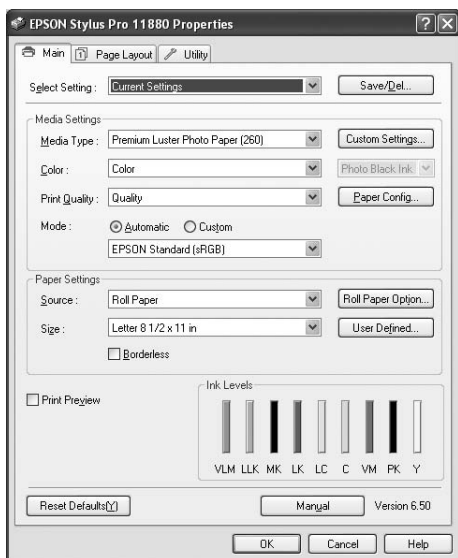 EPSON Stylus Pro 11880 Properties
Main Page Layout Utility
Select Setting : Current Settings Save/Del...
Media Settings
Media Type : Premium Luster Photo Paper (260) Custom Settings...
Color : Color Photo Black Ink
Print Quality : Quality Paper Config...
Mode : Automatic Custom
EPSON Standard (sRGB)
Paper Settings
Source : Roll Paper Roll Paper Option...
Size : Letter 8 1/2 x 11 in User Defined...
Borderless
Print Preview
Ink Levels
VLM LLK MK LK LC C VM PK Y
Reset Defaults(Y) Manual Version 6.50
OK Cancel Help